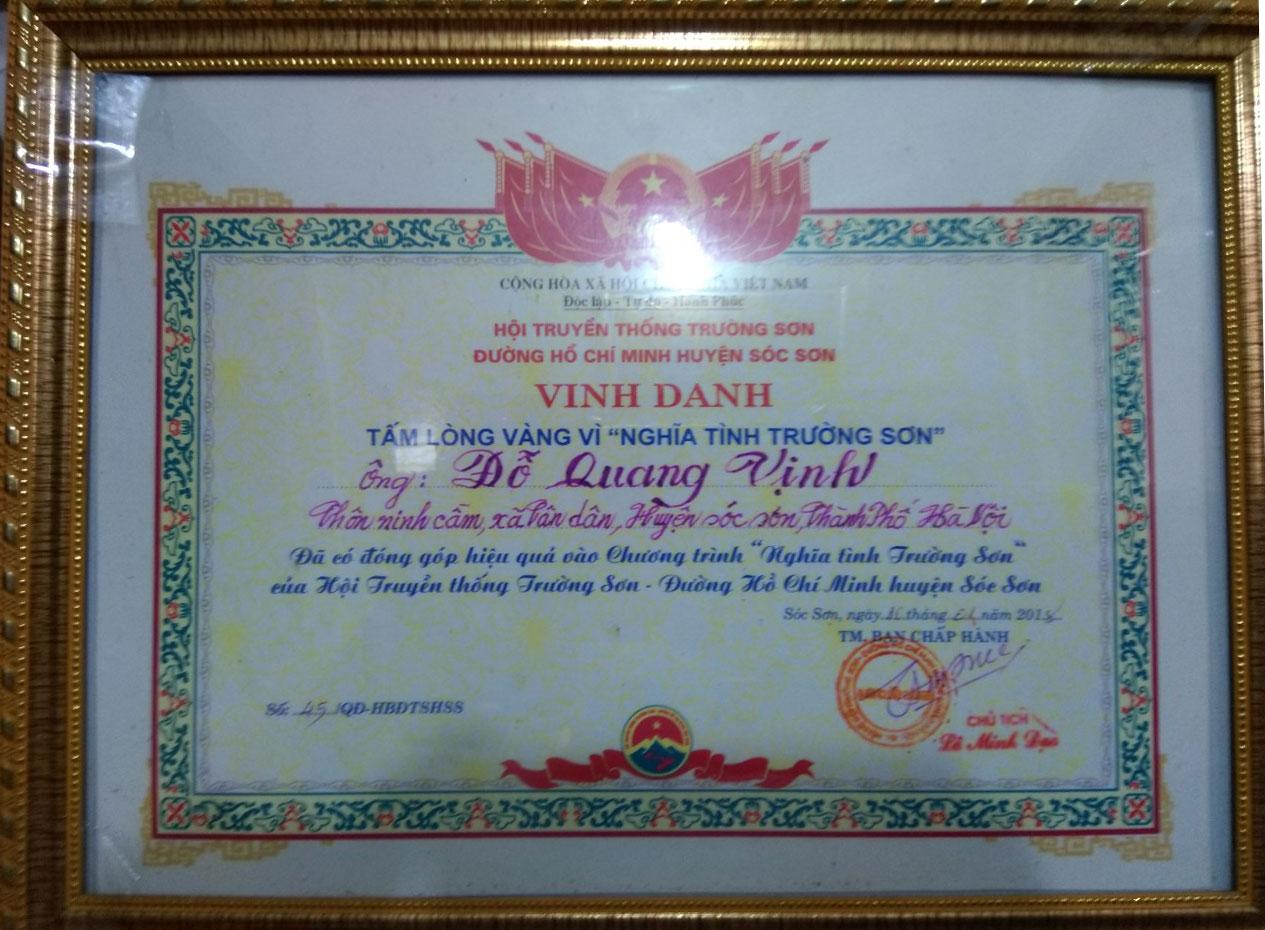 CỘNG HÒA XÃ HỘI VIỆT NAM
Độc lập - Tự do - Hạnh Phúc
HỘI TRUYỀN THỐNG TRƯỜNG SƠN
ĐƯỜNG HỒ CHÍ MINH HUYỆN SÓC SƠN
VINH DANH
TẤM LÒNG VÀNG VÌ “NGHĨA TÌNH TRƯỜNG SƠN”
Ông: Đỗ Quang Vịnh
Thôn ninh cầm, xã Tân dân, Huyện sóc sơn, Thành Phố Hà Nội
Đã có đóng góp hiệu quả vào Chương trình “Nghĩa tình Trường Sơn”
của Hội Truyền thống Trường Sơn - Đường Hồ Chí Minh huyện Sóc Sơn
Sóc Sơn, ngày tháng năm
TM. BAN CHẤP HÀNH
Số: 45 /QĐ-HBĐTSHSS
CHỦ TỊCH
Lê Minh